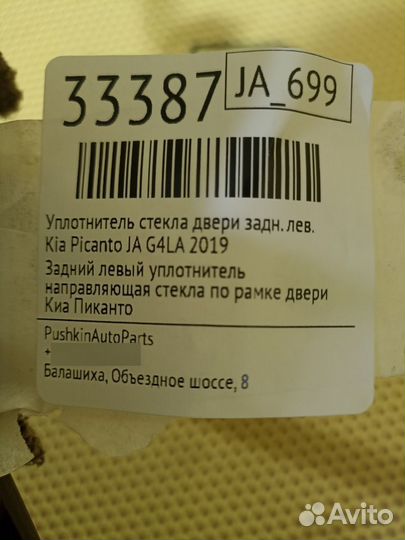 33387
JA_699
Уплотнитель стекла двери задн. лев.
Kia Picanto JA G4LA 2019
Задний левый уплотнитель
направляющая стекла по рамке двери
Киа Пиканто
PushkinAutoParts
+
Балашиха, Объездное шоссе, 8
Avito